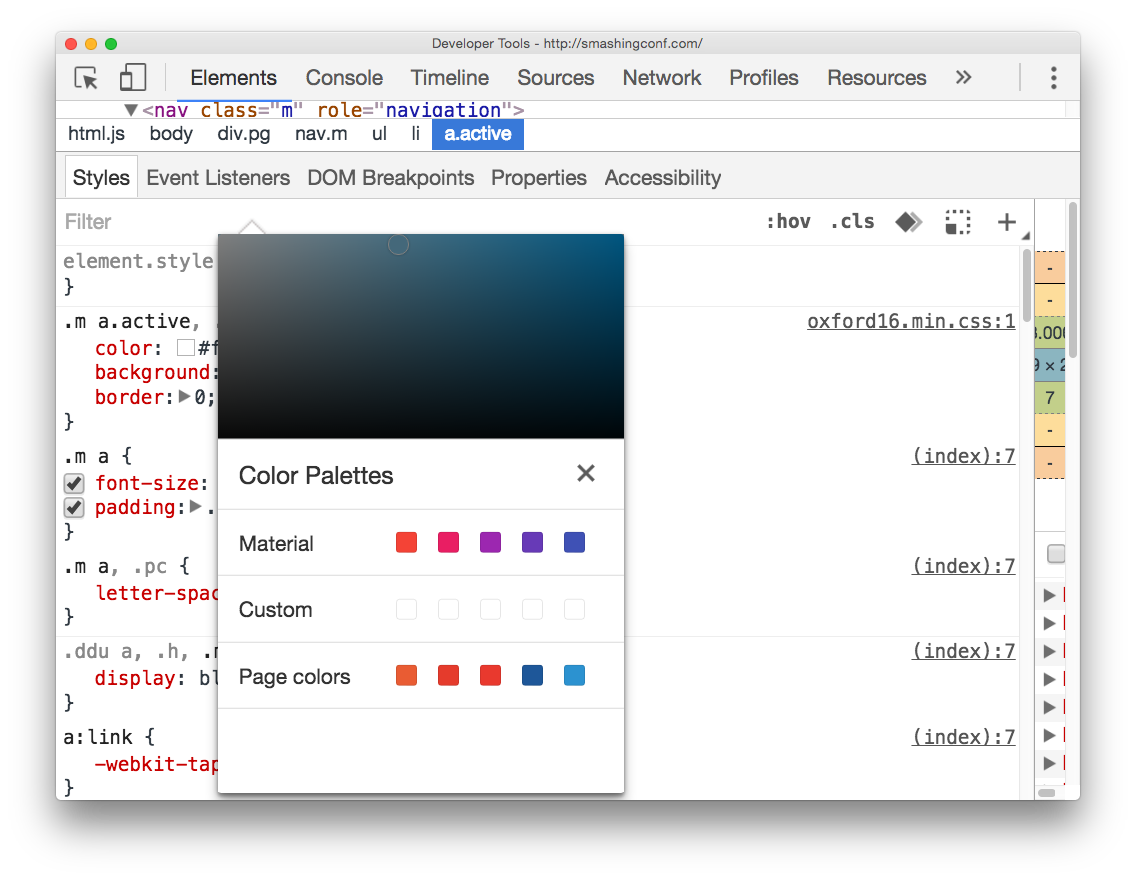 Developer Tools - http://smashingconf.com/
Elements Console Timeline Sources Network Profiles Resources »
▼<nav class="m" role="navigation">
html.js body div.pg nav.m ul li a.active
Styles Event Listeners DOM Breakpoints Properties Accessibility
Filter :hov .cls +
element.style
}
.m a.active, oxford16.min.css:1
color: #f
background:
border:▶0;
}
.m a { (index):7
font-size:
padding:▶.
}
.m a, .pc { (index):7
letter-spac
}
.ddu a, .h, (index):7
display: bl
}
a:link { (index):7
-webkit-tap
}
Color Palettes ×
Material
Custom
Page colors
-
-
9 × 2
7
-
-